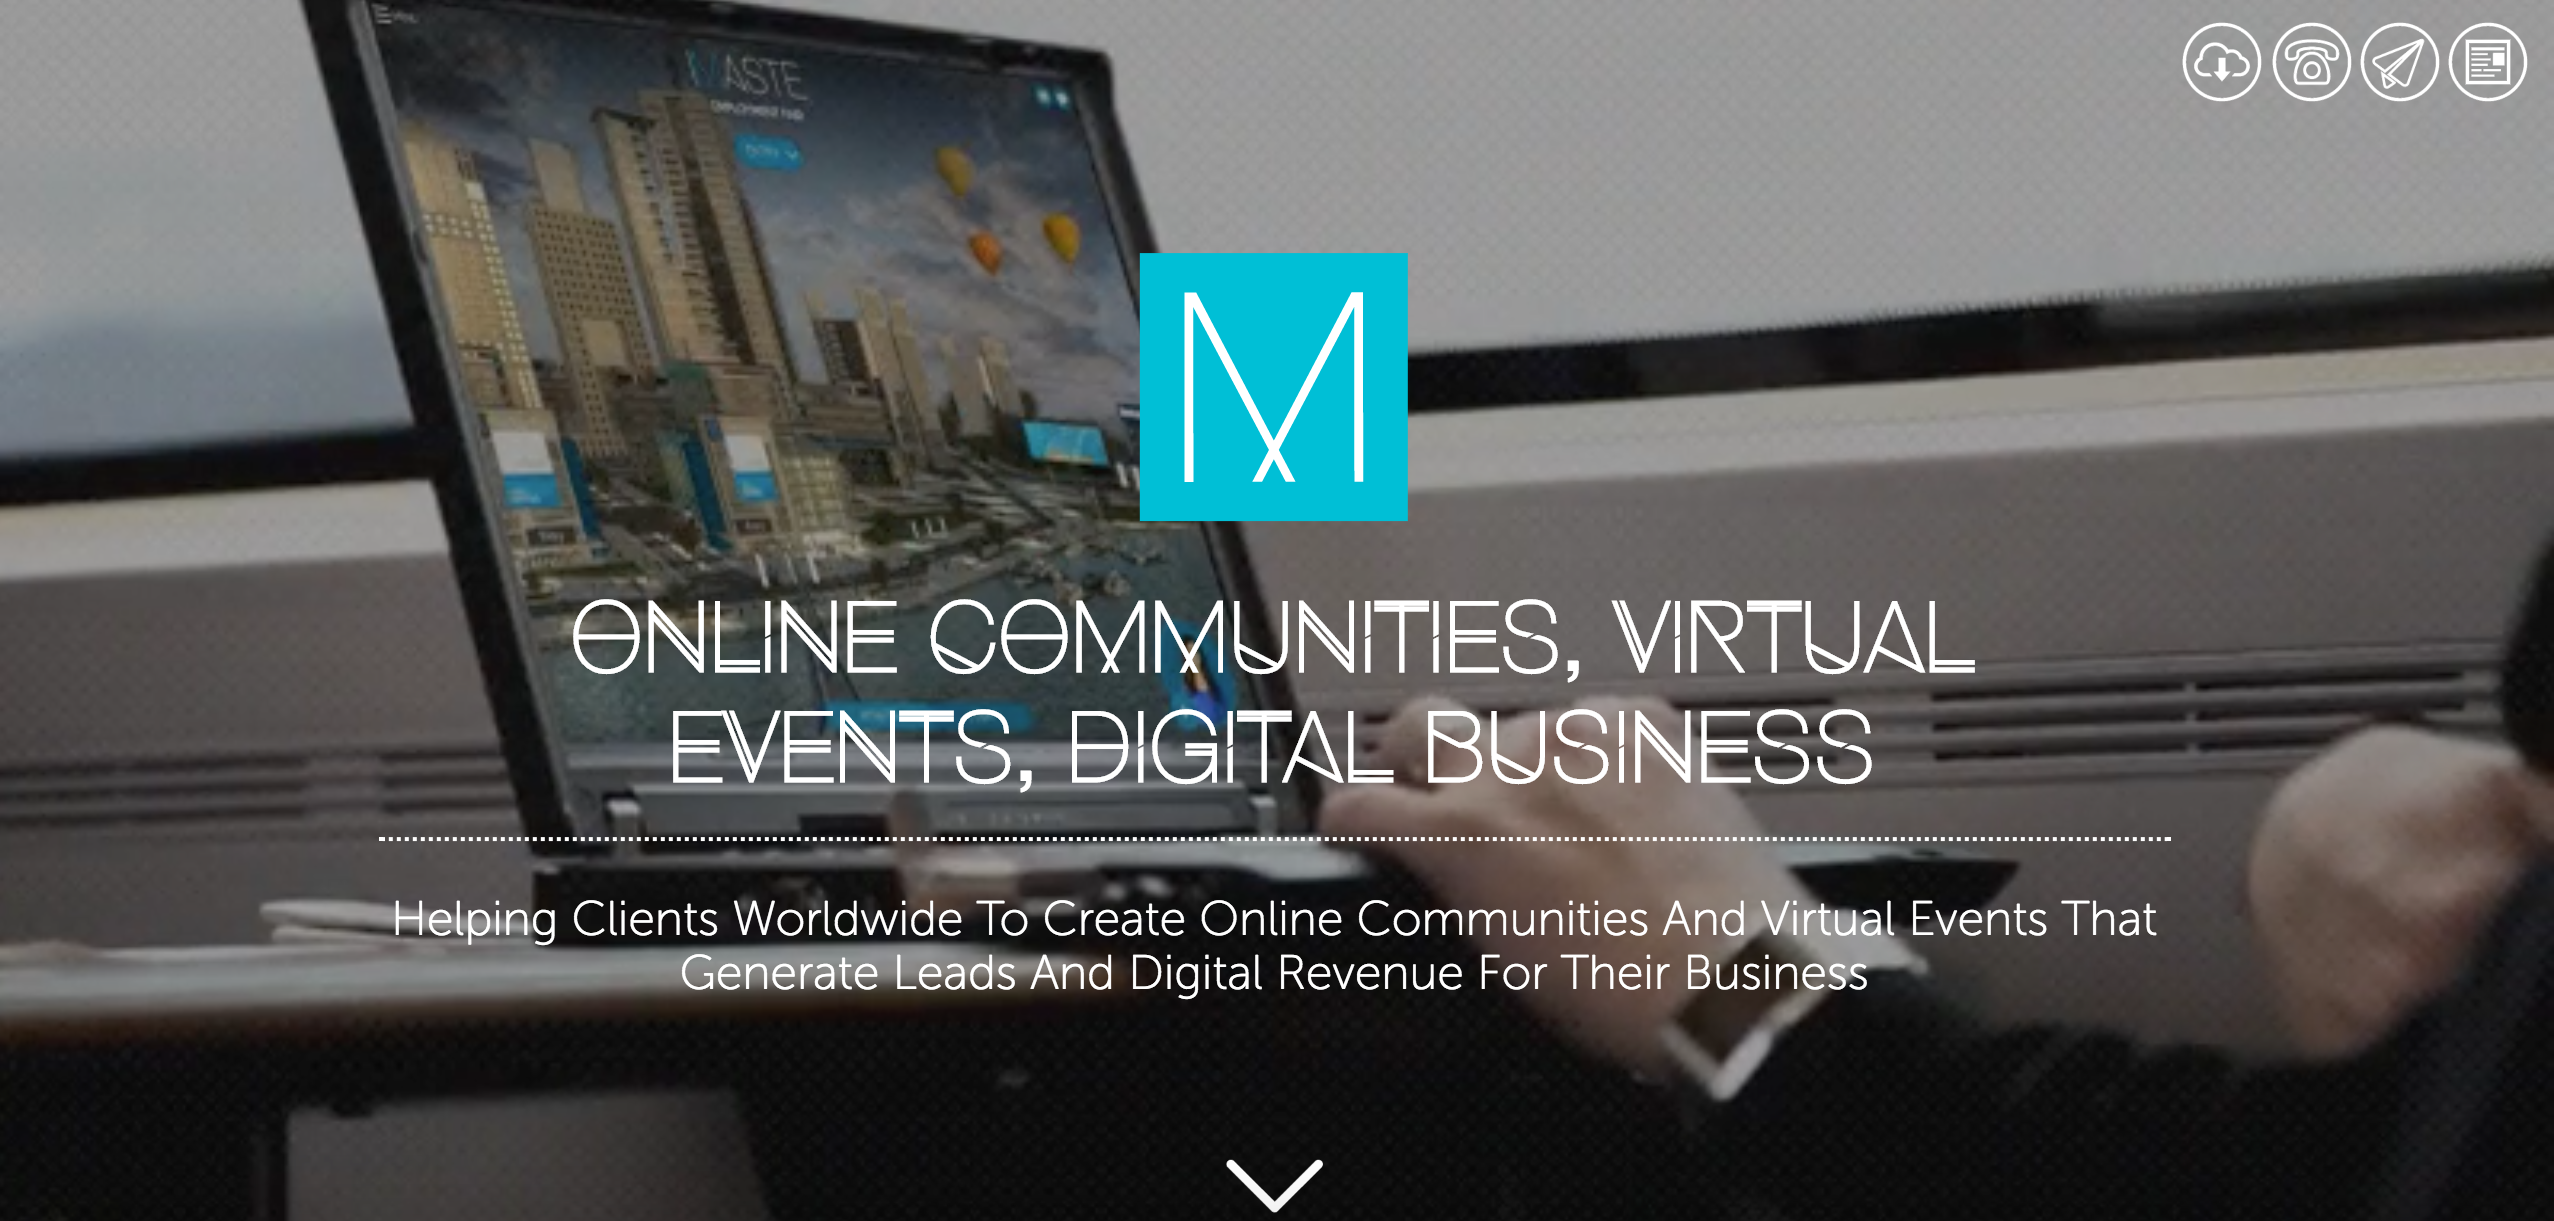 MASTE
M
ONLINE COMMUNITIES, VIRTUAL
EVENTS, DIGITAL BUSINESS
Helping Clients Worldwide To Create Online Communities And Virtual Events That
Generate Leads And Digital Revenue For Their Business